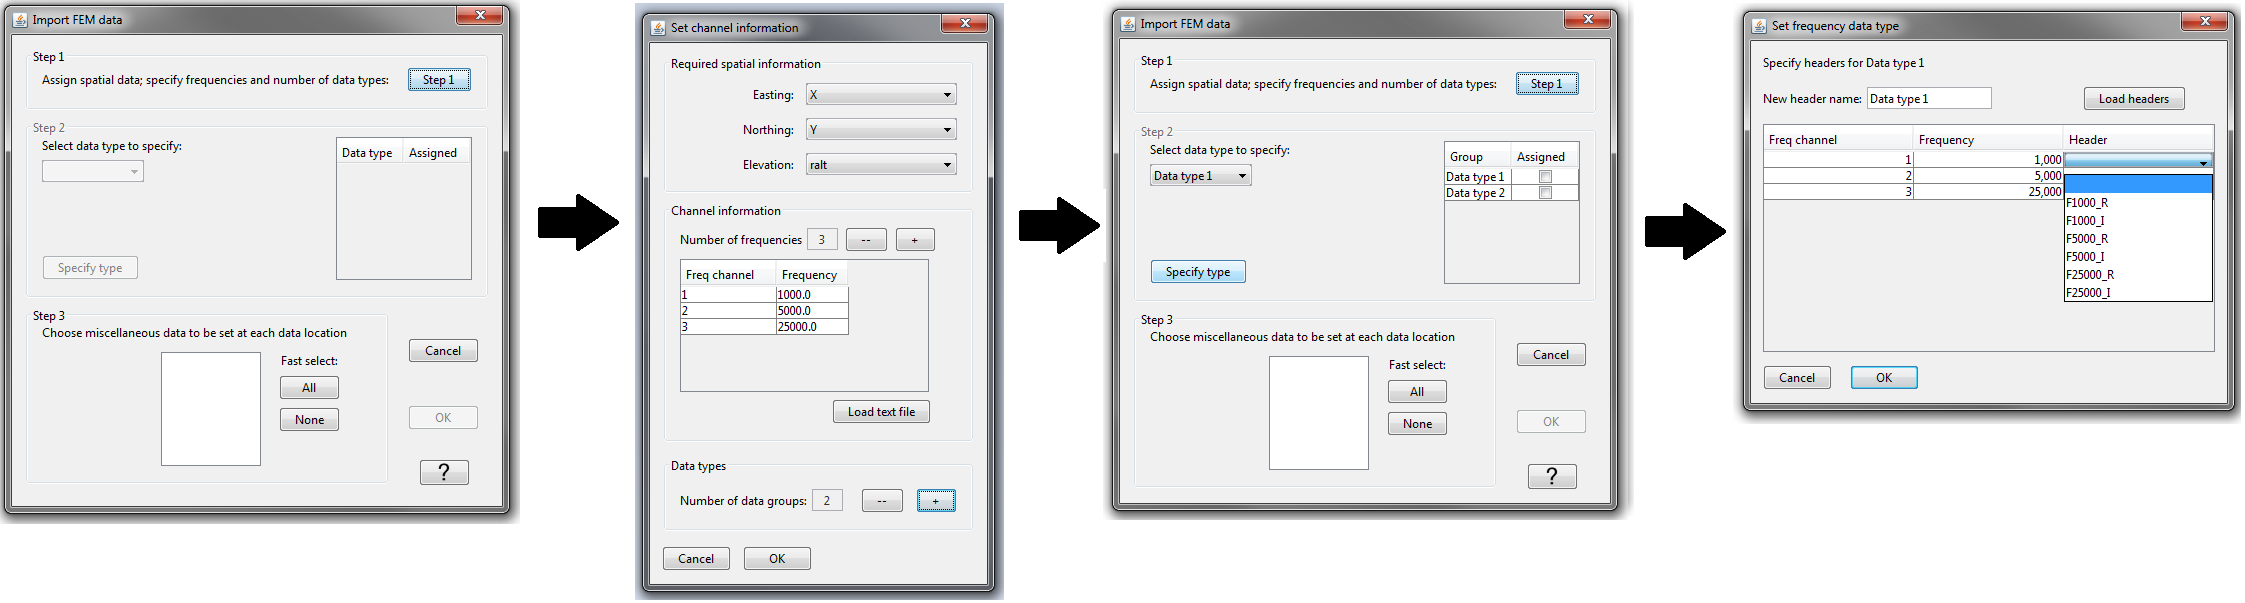 Import FEM data
Step 1
Assign spatial data; specify frequencies and number of data types:
Step 1
Step 2
Select data type to specify:
Data type Assigned
Specify type
Step 3
Choose miscellaneous data to be set at each data location
Fast select:
All
None
Cancel
OK
?
Set channel information
Required spatial information
Easting: X
Northing: Y
Elevation: ralt
Channel information
Number of frequencies 3 -- +
Freq channel Frequency
1 1000.0
2 5000.0
3 25000.0
Load text file
Data types
Number of data groups: 2 -- +
Cancel OK
Import FEM data
Step 1
Assign spatial data; specify frequencies and number of data types:
Step 1
Step 2
Select data type to specify:
Data type 1
Group Assigned
Data type 1
Data type 2
Specify type
Step 3
Choose miscellaneous data to be set at each data location
Fast select:
All
None
Cancel
OK
?
Set frequency data type
Specify headers for Data type 1
New header name: Data type 1 Load headers
Freq channel Frequency Header
1 1,000
2 5,000
3 25,000
F1000_R
F1000_I
F5000_R
F5000_I
F25000_R
F25000_I
Cancel OK